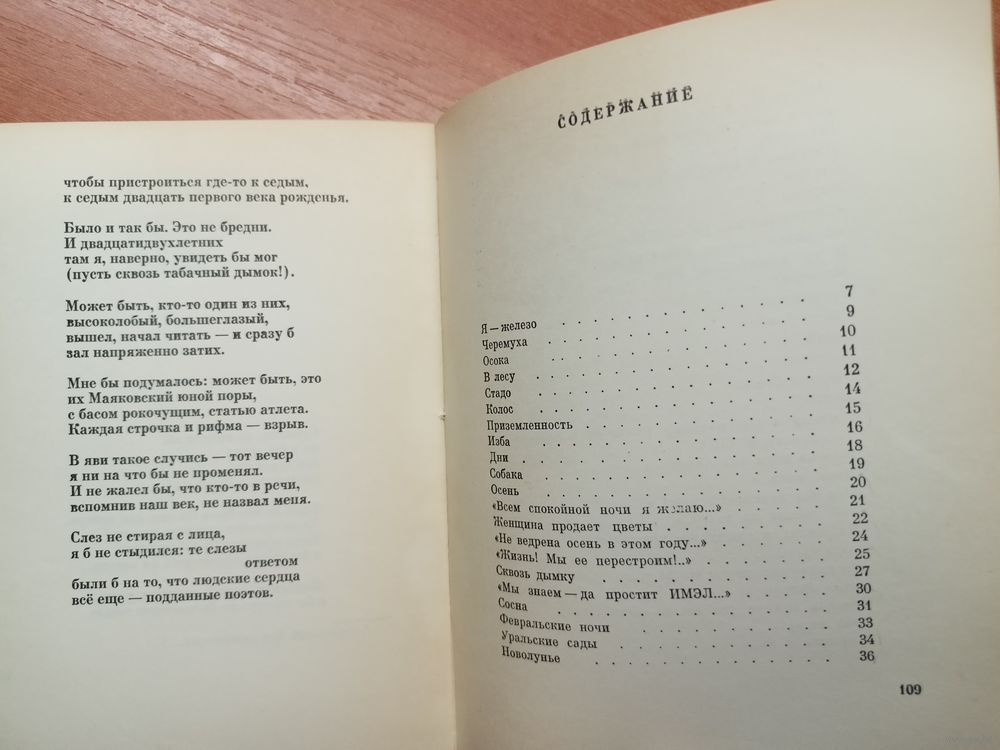 чтобы пристроиться где-то к седым,
к седым двадцать первого века рожденья.
Было и так бы. Это не бредни.
И двадцатидвухлетних
там я, наверно, увидеть бы мог
(пусть сквозь табачный дымок!).
Может быть, кто-то один из них,
высоколобый, большеглазый,
вышел, начал читать — и сразу б
зал напряженно затих.
Мне бы подумалось: может быть, это
их Маяковский юной поры,
с басом рокочущим, статью атлета.
Каждая строчка и рифма — взрыв.
В яви такое случись — тот вечер
я ни на что бы не променял.
И не жалел бы, что кто-то в речи,
вспомнив наш век, не назвал меня.
Слез не стирая с лица,
я б не стыдился: те слезы
ответом
были б на то, что людские сердца
всё еще — подданные поэтов.
СОДЕРЖАНИЕ
Я — железо . . . . . . . . . . 7
Черемуха . . . . . . . . . . 9
Осока . . . . . . . . . . 10
В лесу . . . . . . . . . . 11
Стадо . . . . . . . . . . 12
Колос . . . . . . . . . . 14
Приземленность . . . . . . . . . . 15
Изба . . . . . . . . . . 16
Дни . . . . . . . . . . 18
Собака . . . . . . . . . . 19
Осень . . . . . . . . . . 20
«Всем спокойной ночи я желаю...» . . . . 21
Женщина продает цветы . . . . . . . 22
«Не ведрена осень в этом году...» . . . . . 24
«Жизнь! Мы ее перестроим!..» . . . . . . 25
Сквозь дымку . . . . . . . . . . 27
«Мы знаем — да простит ИМЭЛ...» . . . . 30
Сосна . . . . . . . . . . 31
Февральские ночи . . . . . . . . 33
Уральские сады . . . . . . . . . 34
Новолунье . . . . . . . . . . 36
109